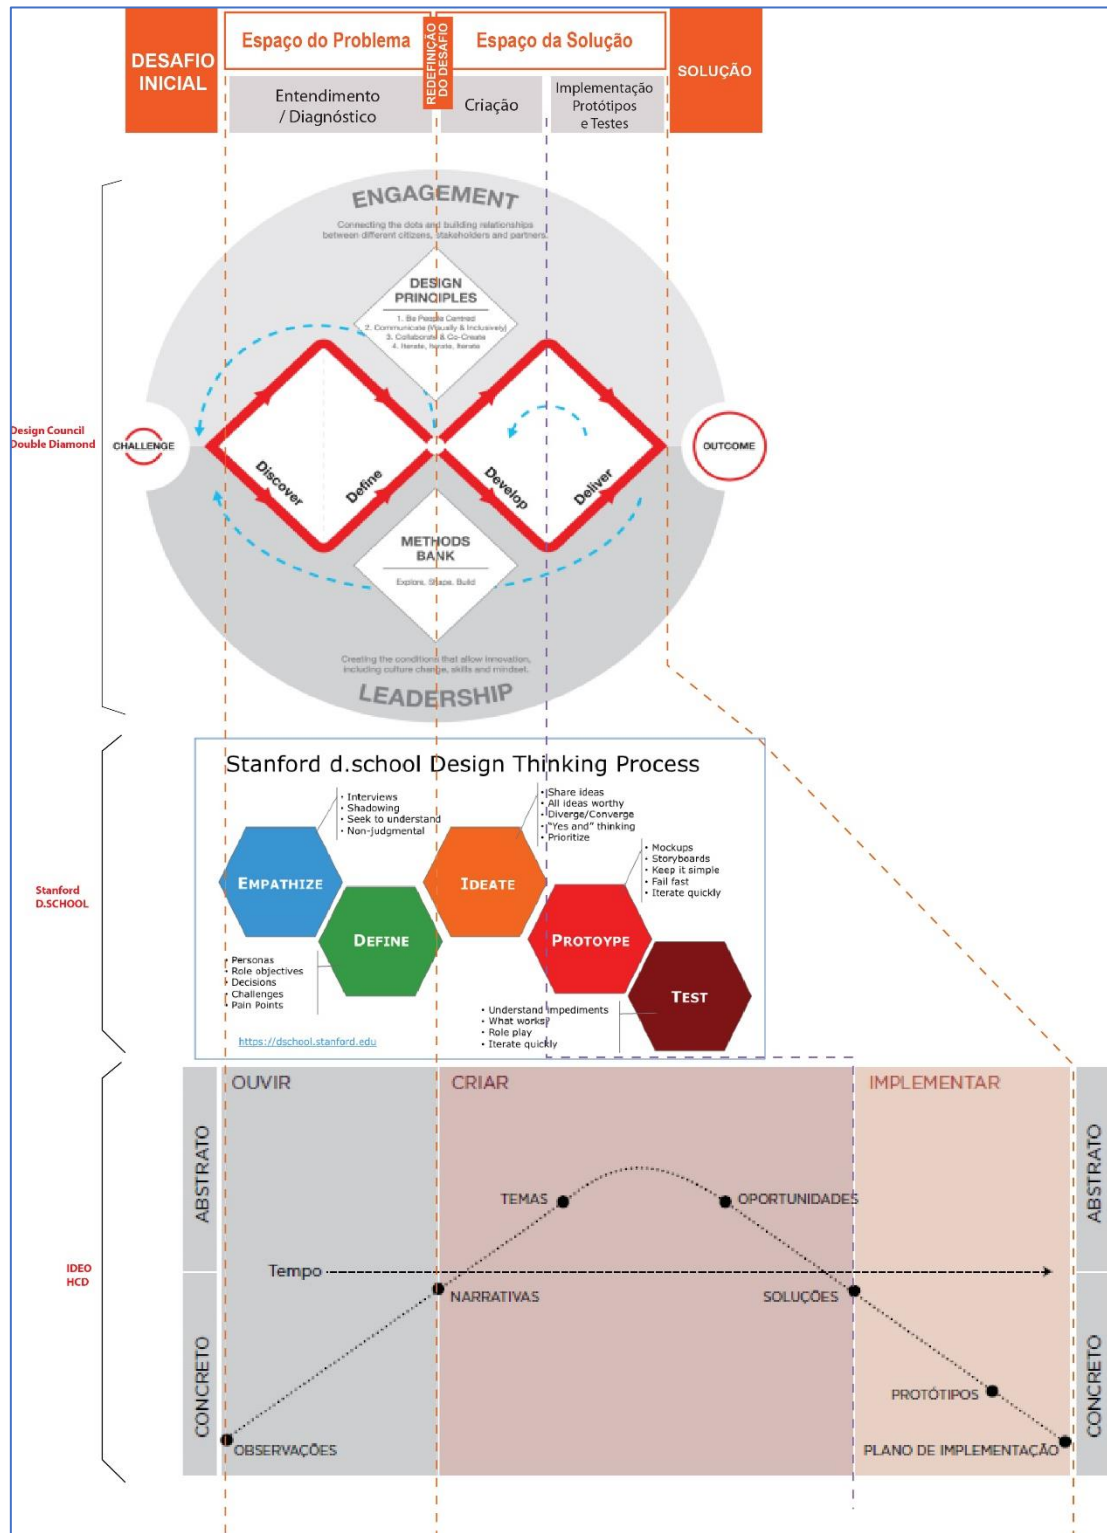 DESAFIO
INICIAL
Espaço do Problema
REDEFINIÇÃO
DO DESAFIO
Espaço da Solução
SOLUÇÃO
Entendimento
/ Diagnóstico
Criação
Implementação
Protótipos
e Testes
Design Council
Double Diamond
ENGAGEMENT
Connecting the dots and building relationships
between different citizens, stakeholders and partners.
DESIGN
PRINCIPLES
1. Be People Centred
2. Communicate (Visually & Inclusively)
3. Collaborate & Co-Create
4. Iterate, Iterate, Iterate
CHALLENGE
OUTCOME
Discover
Define
Develop
Deliver
METHODS
BANK
Explore, Shape, Build
Creating the conditions that allow innovation,
including culture change, skills and mindset.
LEADERSHIP
Stanford
D.SCHOOL
Stanford d.school Design Thinking Process
• Interviews
• Shadowing
• Seek to understand
• Non-judgmental
• Share ideas
• All ideas worthy
• Diverge/Converge
• "Yes and" thinking
• Prioritize
• Mockups
• Storyboards
• Keep it simple
• Fail fast
• Iterate quickly
EMPATHIZE
DEFINE
IDEATE
PROTOYPE
TEST
• Personas
• Role objectives
• Decisions
• Challenges
• Pain Points
• Understand impediments
• What works?
• Role play
• Iterate quickly
https://dschool.stanford.edu
IDEO
HCD
ABSTRATO
CONCRETO
OUVIR
CRIAR
IMPLEMENTAR
ABSTRATO
CONCRETO
TEMAS
OPORTUNIDADES
Tempo
NARRATIVAS
SOLUÇÕES
PROTÓTIPOS
OBSERVAÇÕES
PLANO DE IMPLEMENTAÇÃO